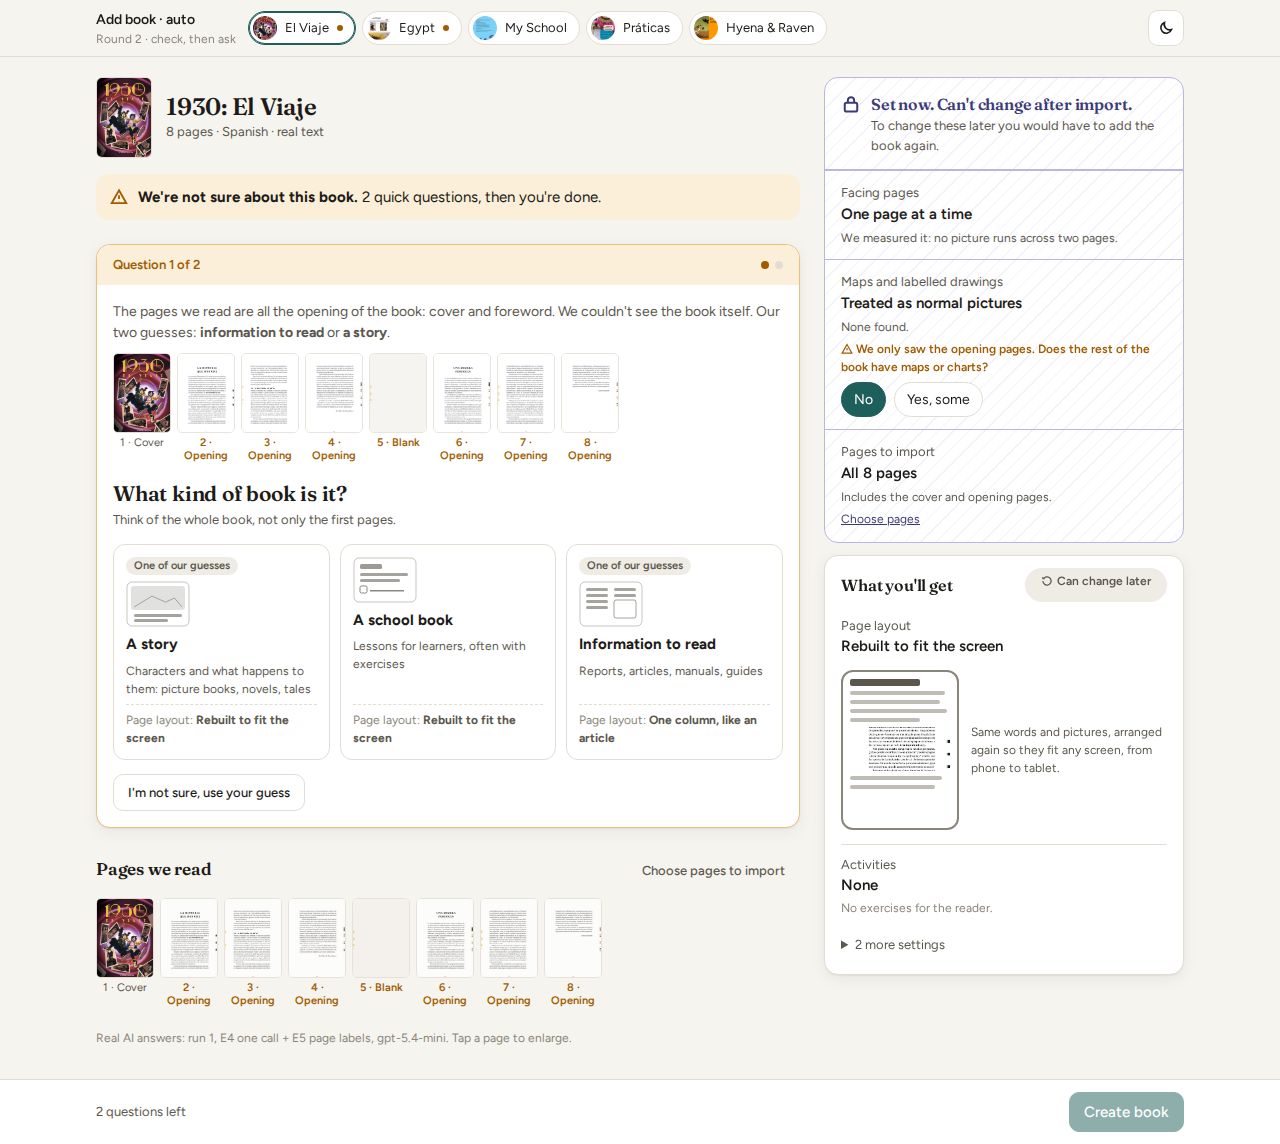 Add book · auto
Round 2 · check, then ask
El Viaje
Egypt
My School
Práticas
Hyena & Raven
1930: El Viaje
8 pages · Spanish · real text
We're not sure about this book. 2 quick questions, then you're done.
Question 1 of 2
The pages we read are all the opening of the book: cover and foreword. We couldn't see the book itself. Our
two guesses: information to read or a story.
1930
1 · Cover
2 · Opening
3 · Opening
4 · Opening
5 · Blank
6 · Opening
7 · Opening
8 · Opening
What kind of book is it?
Think of the whole book, not only the first pages.
One of our guesses
A story
Characters and what happens to
them: picture books, novels, tales
Page layout: Rebuilt to fit the
screen
A school book
Lessons for learners, often with
exercises
Page layout: Rebuilt to fit the
screen
One of our guesses
Information to read
Reports, articles, manuals, guides
Page layout: One column, like an
article
I'm not sure, use your guess
Pages we read
Choose pages to import
1930
1 · Cover
2 · Opening
3 · Opening
4 · Opening
5 · Blank
6 · Opening
7 · Opening
8 · Opening
Real AI answers: run 1, E4 one call + E5 page labels, gpt-5.4-mini. Tap a page to enlarge.
Set now. Can't change after import.
To change these later you would have to add the
book again.
Facing pages
One page at a time
We measured it: no picture runs across two pages.
Maps and labelled drawings
Treated as normal pictures
None found.
We only saw the opening pages. Does the rest of the
book have maps or charts?
No
Yes, some
Pages to import
All 8 pages
Includes the cover and opening pages.
Choose pages
What you'll get
Can change later
Page layout
Rebuilt to fit the screen
Same words and pictures, arranged
again so they fit any screen, from
phone to tablet.
Activities
None
No exercises for the reader.
2 more settings
2 questions left
Create book